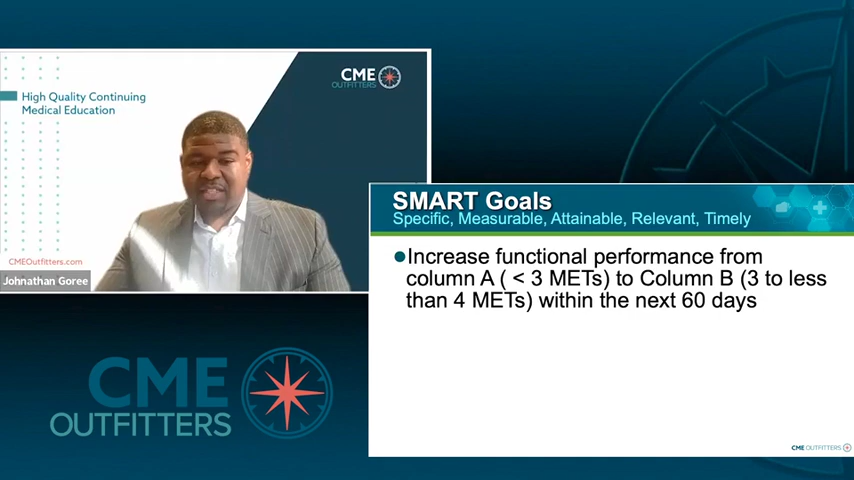 High Quality Continuing
Medical Education
CME
OUTFITTERS
CMEOutfitters.com
Johnathan Goree
SMART Goals
Specific, Measurable, Attainable, Relevant, Timely
Increase functional performance from
column A ( < 3 METs) to Column B (3 to less
than 4 METs) within the next 60 days
CME OUTFITTERS
CME
OUTFITTERS